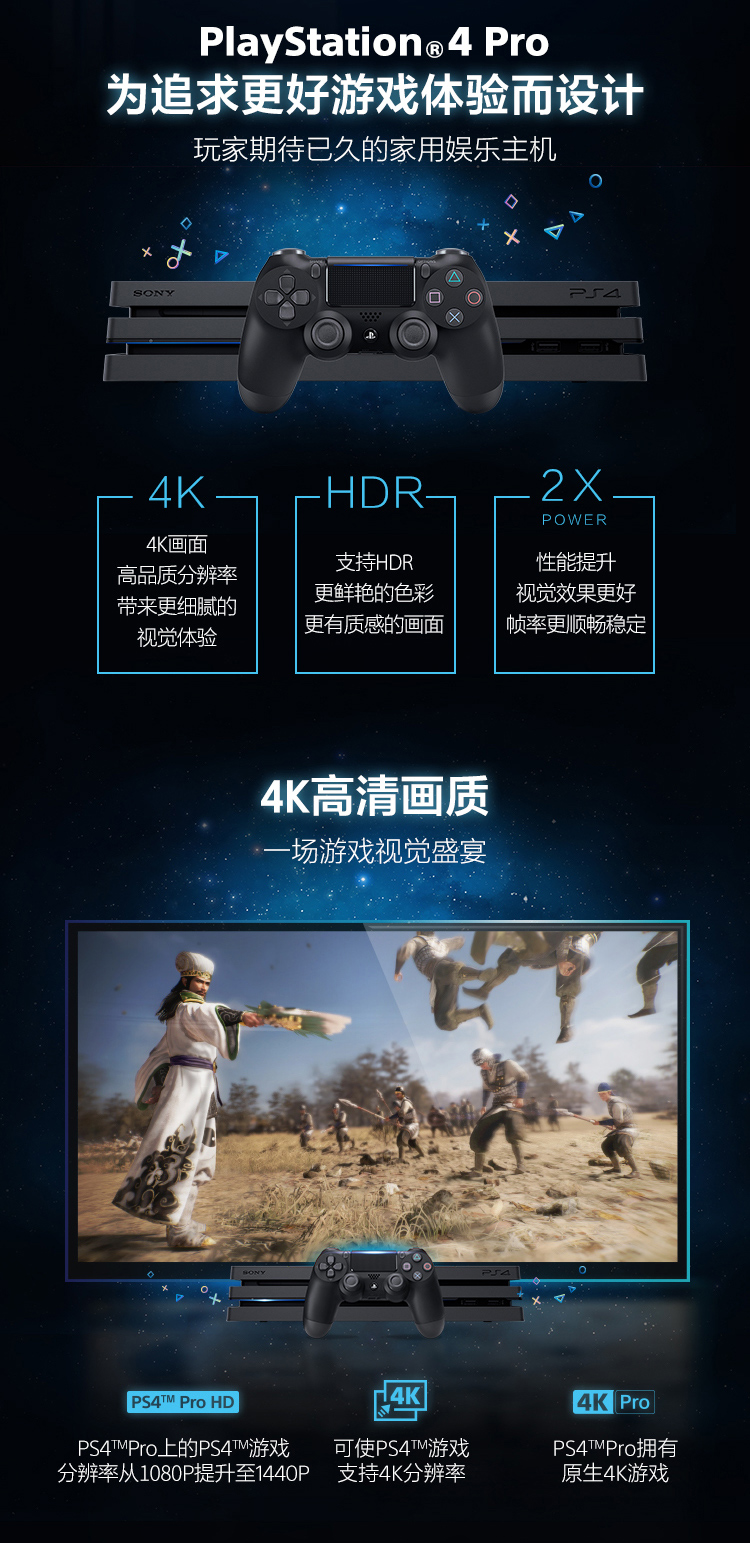 PlayStation®4 Pro
为追求更好游戏体验而设计
玩家期待已久的家用娱乐主机
SONY
PS4
4K
4K画面
高品质分辨率
带来更细腻的
视觉体验
HDR
支持HDR
更鲜艳的色彩
更有质感的画面
2X
POWER
性能提升
视觉效果更好
帧率更顺畅稳定
4K高清画质
一场游戏视觉盛宴
SONY
PS4
PS4™ Pro HD
PS4™Pro上的PS4™游戏
分辨率从1080P提升至1440P
4K
可使PS4™游戏
支持4K分辨率
4K Pro
PS4™Pro拥有
原生4K游戏